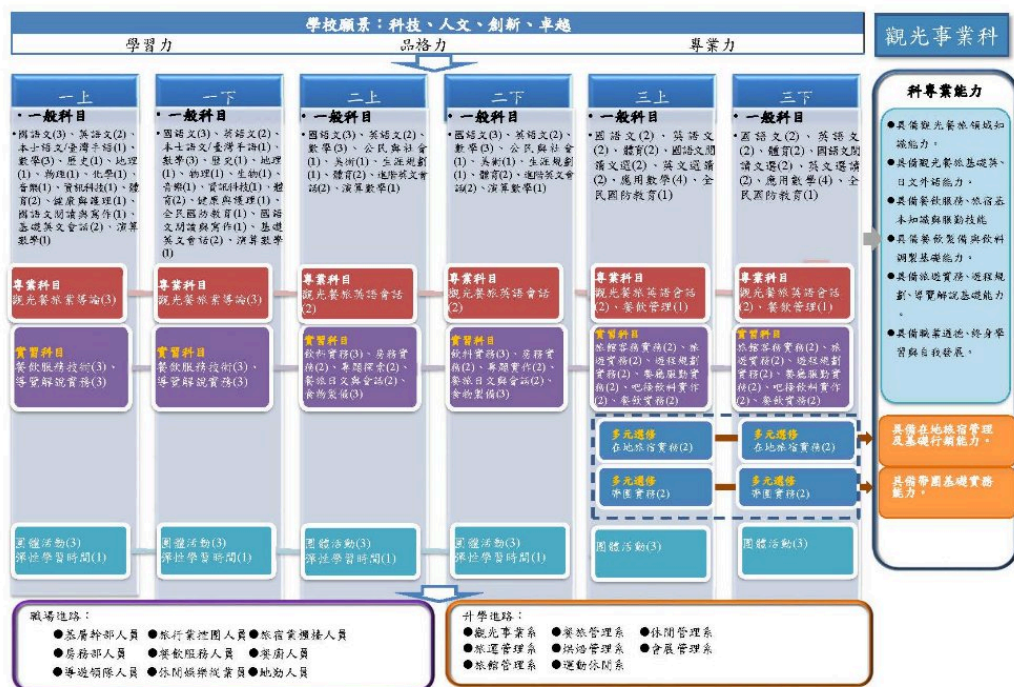 學校願景：科技、人文、創新、卓越
學習力
品格力
專業力
觀光事業科
一上
‧一般科目
‧國語文(3)、英語文(2)、
本土語文/臺灣手語(1)、
數學(3)、歷史(1)、地理
(1)、物理(1)、化學(1)、
音樂(1)、資訊科技(1)、體
育(2)、健康與護理(1)、
國語文閱讀與寫作(1)、
基礎英文會話(2)、演算
數學(1)
專業科目
觀光餐旅業導論(3)
實習科目
餐飲服務技術(3)、
導覽解說實務(3)
團體活動(3)
彈性學習時間(1)
一下
‧一般科目
‧國語文(3)、英語文(2)、
本土語文/臺灣手語(1)、
數學(3)、歷史(1)、地理
(1)、物理(1)、生物(1)、
音樂(1)、資訊科技(1)、體
育(2)、健康與護理(1)、
全民國防教育(1)、國語
文閱讀與寫作(1)、基礎
英文會話(2)、演算數學
(1)
專業科目
觀光餐旅業導論(3)
實習科目
餐飲服務技術(3)、
導覽解說實務(3)
團體活動(3)
彈性學習時間(1)
二上
‧一般科目
‧國語文(3)、英語文(2)、
數學(3)、公民與社會
(1)、美術(1)、生涯規劃
(1)、體育(2)、進階英文會
話(2)、演算數學(1)
專業科目
觀光餐旅英語會話
(2)
實習科目
飲料實務(3)、房務實
務(2)、專題探索(2)、
餐旅日文與會話(2)、
食物製備(3)
團體活動(3)
彈性學習時間(1)
二下
‧一般科目
‧國語文(3)、英語文(2)、
數學(3)、公民與社會
(1)、美術(1)、生涯規劃
(1)、體育(2)、進階英文會
話(2)、演算數學(1)
專業科目
觀光餐旅英語會話
(2)
實習科目
飲料實務(3)、房務實
務(2)、專題實作(2)、
餐旅日文與會話(2)、
食物製備(3)
團體活動(3)
彈性學習時間(1)
三上
‧一般科目
‧國語文(2)、英語文
(2)、體育(2)、國語文閱
讀文選(2)、英文選讀
(2)、應用數學(4)、全民
國防教育(1)
專業科目
觀光餐旅英語會話
(2)、餐飲管理(1)
實習科目
旅館客務實務(2)、旅
遊實務(2)、遊程規劃
實務(2)、餐廳服勤實
務(2)、吧檯飲料實作
(2)、餐飲實務(2)
多元選修
在地旅宿實務(2)
多元選修
帶團實務(2)
團體活動(3)
三下
‧一般科目
‧國語文(2)、英語文
(2)、體育(2)、國語文
閱讀文選(2)、英文選讀
(2)、應用數學(4)、全
民國防教育(1)
專業科目
觀光餐旅英語會話
(2)、餐飲管理(1)
實習科目
旅館客務實務(2)、旅
遊實務(2)、遊程規劃
實務(2)、餐廳服勤實
務(2)、吧檯飲料實作
(2)、餐飲實務(2)
多元選修
在地旅宿實務(2)
多元選修
帶團實務(2)
團體活動(3)
科專業能力
●具備觀光餐旅領域知
識能力。
●具備觀光餐旅基礎英、
日文外語能力。
●具備餐飲服務、旅宿基
本知識與服勤技能
●具備餐飲製備與飲料
調製基礎能力。
●具備旅遊實務、遊程規
劃、導覽解說基礎能力
。
●具備職業道德、終身學
習與自我發展。
具備在地旅宿管理
及基礎行銷能力。
具備帶團基礎實務
能力。
職場進路：
●基層幹部人員 ●旅行業控團人員 ●旅宿業櫃檯人員
●房務部人員 ●餐飲服務人員 ●餐廚人員
●導遊領隊人員 ●休閒娛樂從業員 ●地勤人員
升學進路：
●觀光事業系 ●餐旅管理系 ●休閒管理系
●旅運管理系 ●烘焙管理系 ●會展管理系
●旅館管理系 ●運動休閒系